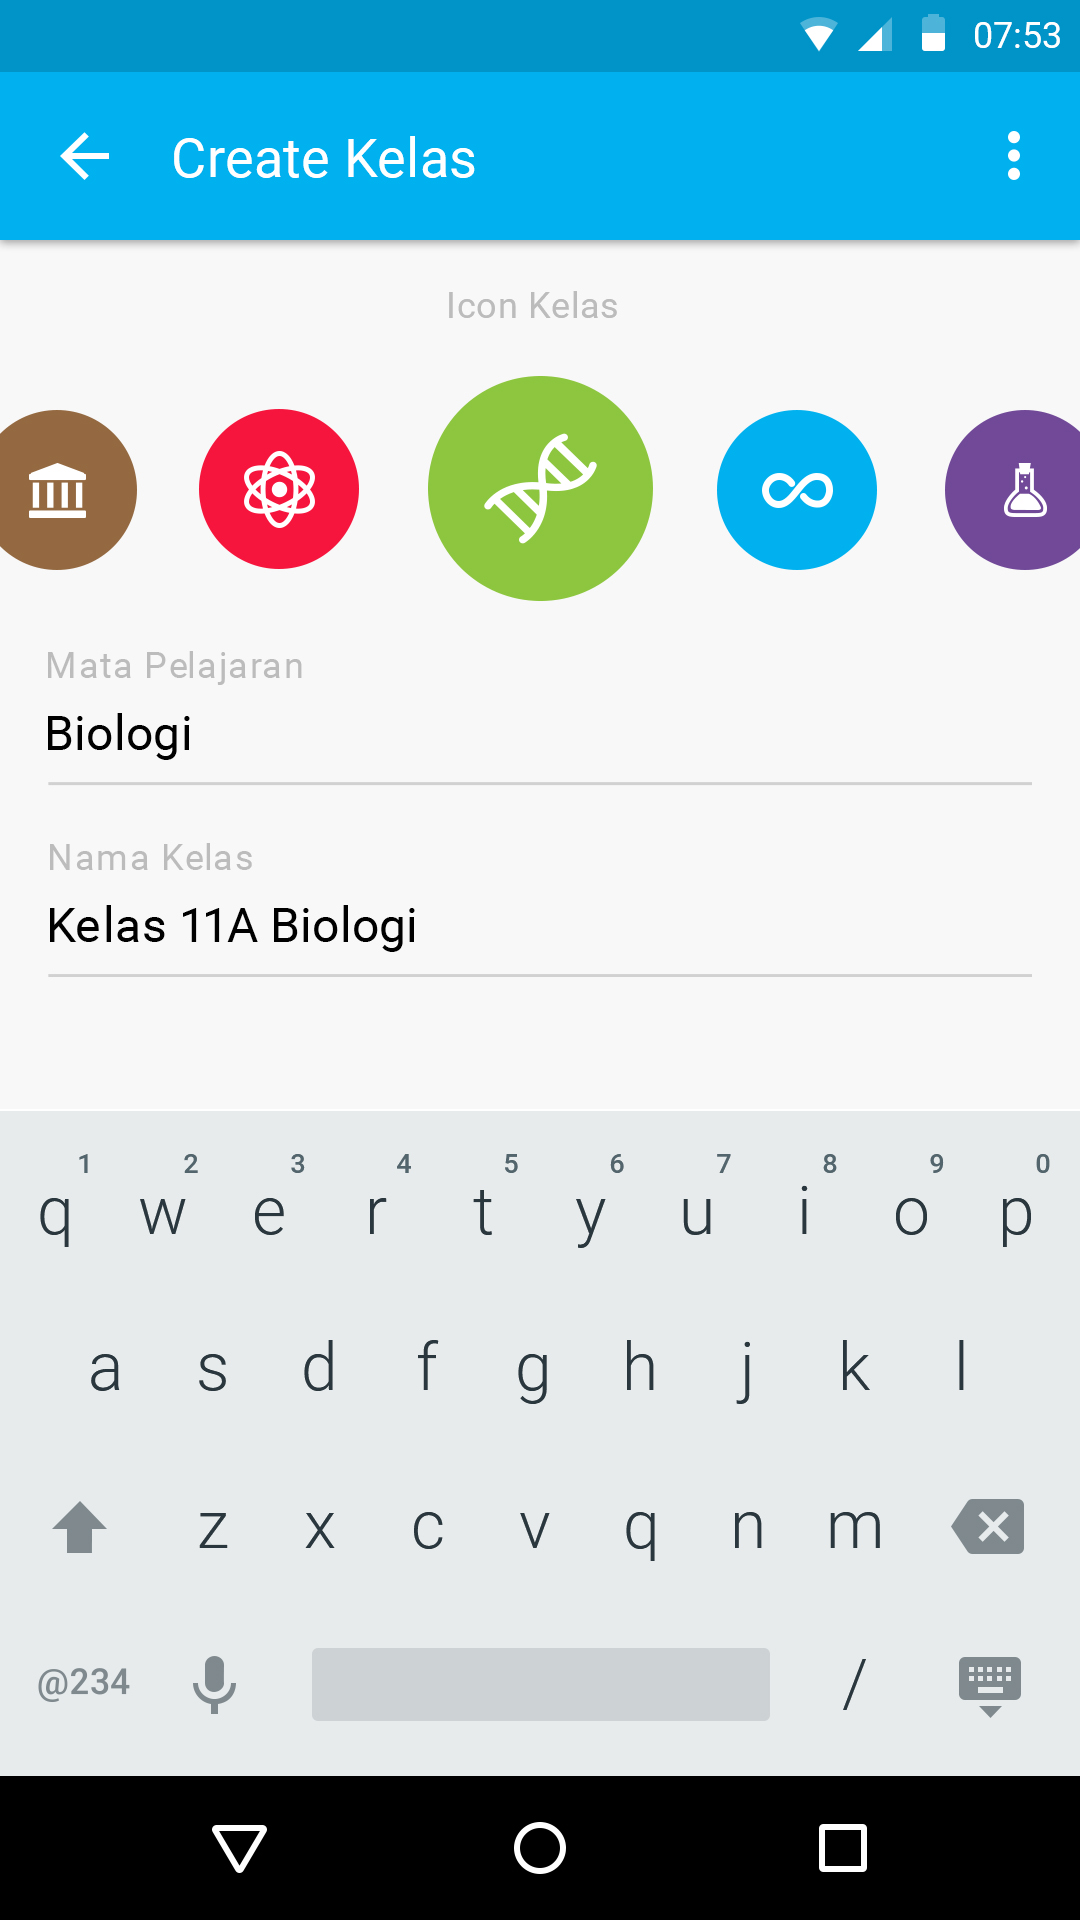 07:53
Create Kelas
Icon Kelas
Mata Pelajaran
Biologi
Nama Kelas
Kelas 11A Biologi
1 2 3 4 5 6 7 8 9 0
q w e r t y u i o p
a s d f g h j k l
z x c v q n m
@234 /